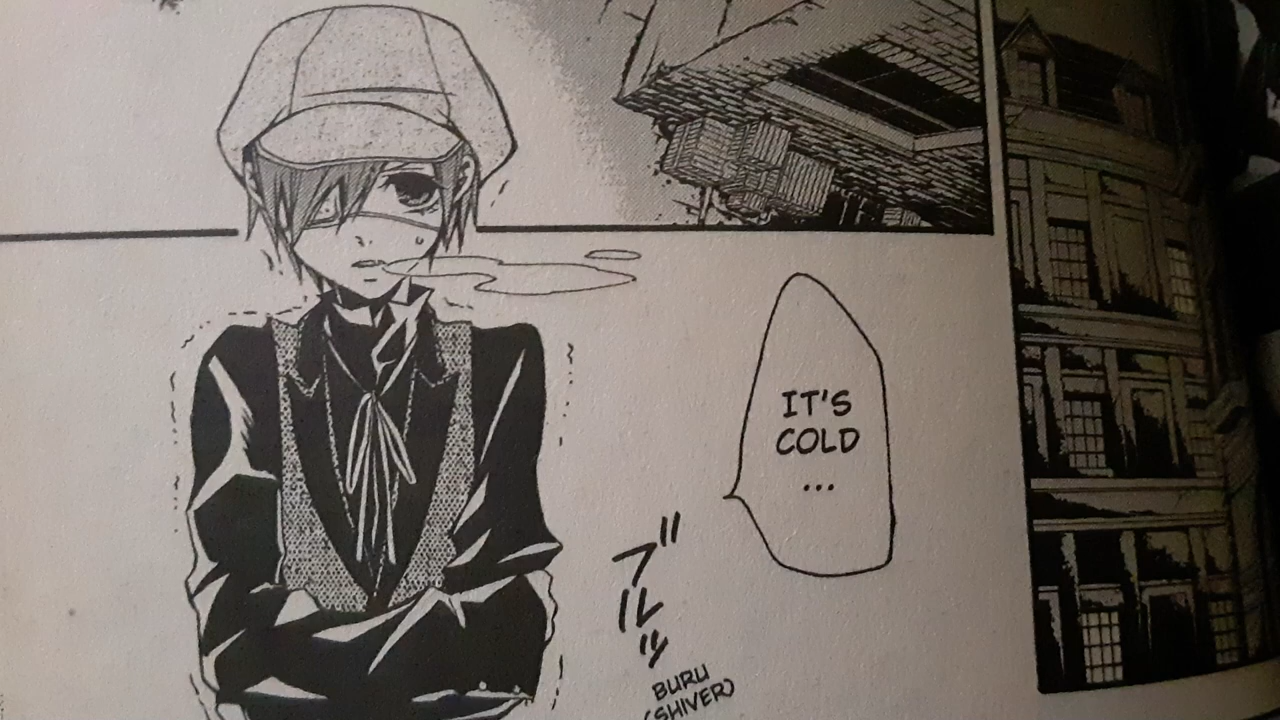 IT'S
COLD
...
ブルッ
BURU
(SHIVER)